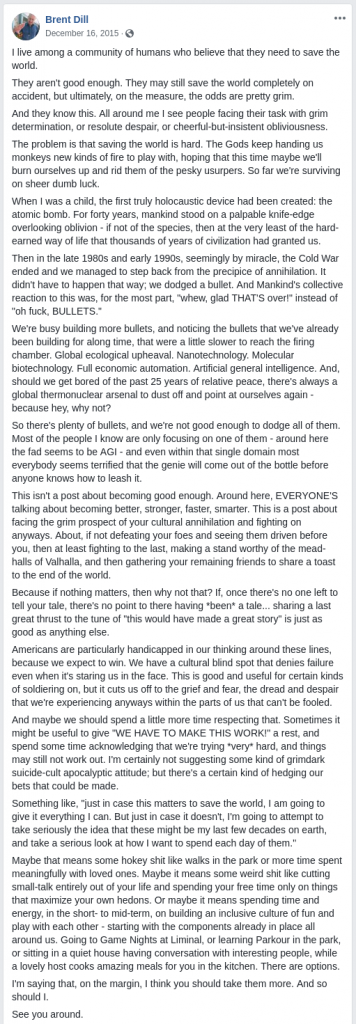 Brent Dill
December 16, 2015 ·
I live among a community of humans who believe that they need to save the
world.
They aren't good enough. They may still save the world completely on
accident, but ultimately, on the measure, the odds are pretty grim.
And they know this. All around me I see people facing their task with grim
determination, or resolute despair, or cheerful-but-insistent obliviousness.
The problem is that saving the world is hard. The Gods keep handing us
monkeys new kinds of fire to play with, hoping that this time maybe we'll
burn ourselves up and rid them of the pesky usurpers. So far we're surviving
on sheer dumb luck.
When I was a child, the first truly holocaustic device had been created: the
atomic bomb. For forty years, mankind stood on a palpable knife-edge
overlooking oblivion - if not of the species, then at the very least of the hard-
earned way of life that thousands of years of civilization had granted us.
Then in the late 1980s and early 1990s, seemingly by miracle, the Cold War
ended and we managed to step back from the precipice of annihilation. It
didn't have to happen that way; we dodged a bullet. And Mankind's collective
reaction to this was, for the most part, "whew, glad THAT'S over!" instead of
"oh fuck, BULLETS."
We're busy building more bullets, and noticing the bullets that we've already
been building for along time, that were a little slower to reach the firing
chamber. Global ecological upheaval. Nanotechnology. Molecular
biotechnology. Full economic automation. Artificial general intelligence. And,
should we get bored of the past 25 years of relative peace, there's always a
global thermonuclear arsenal to dust off and point at ourselves again -
because hey, why not?
So there's plenty of bullets, and we're not good enough to dodge all of them.
Most of the people I know are only focusing on one of them - around here
the fad seems to be AGI - and even within that single domain most
everybody seems terrified that the genie will come out of the bottle before
anyone knows how to leash it.
This isn't a post about becoming good enough. Around here, EVERYONE'S
talking about becoming better, stronger, faster, smarter. This is a post about
facing the grim prospect of your cultural annihilation and fighting on
anyways. About, if not defeating your foes and seeing them driven before
you, then at least fighting to the last, making a stand worthy of the mead-
halls of Valhalla, and then gathering your remaining friends to share a toast
to the end of the world.
Because if nothing matters, then why not that? If, once there's no one left to
tell your tale, there's no point to there having *been* a tale... sharing a last
great thrust to the tune of "this would have made a great story" is just as
good as anything else.
Americans are particularly handicapped in our thinking around these lines,
because we expect to win. We have a cultural blind spot that denies failure
even when it's staring us in the face. This is good and useful for certain kinds
of soldiering on, but it cuts us off to the grief and fear, the dread and despair
that we're experiencing anyways within the parts of us that can't be fooled.
And maybe we should spend a little more time respecting that. Sometimes it
might be useful to give "WE HAVE TO MAKE THIS WORK!" a rest, and
spend some time acknowledging that we're trying *very* hard, and things
may still not work out. I'm certainly not suggesting some kind of grimdark
suicide-cult apocalyptic attitude; but there's a certain kind of hedging our
bets that could be made.
Something like, "just in case this matters to save the world, I am going to
give it everything I can. But just in case it doesn't, I'm going to attempt to
take seriously the idea that these might be my last few decades on earth,
and take a serious look at how I want to spend each day of them."
Maybe that means some hokey shit like walks in the park or more time spent
meaningfully with loved ones. Maybe it means some weird shit like cutting
small-talk entirely out of your life and spending your free time only on things
that maximize your own hedons. Or maybe it means spending time and
energy, in the short- to mid-term, on building an inclusive culture of fun and
play with each other - starting with the components already in place all
around us. Going to Game Nights at Liminal, or learning Parkour in the park,
or sitting in a quiet house having conversation with interesting people, while
a lovely host cooks amazing meals for you in the kitchen. There are options.
I'm saying that, on the margin, I think you should take them more. And so
should I.
See you around.